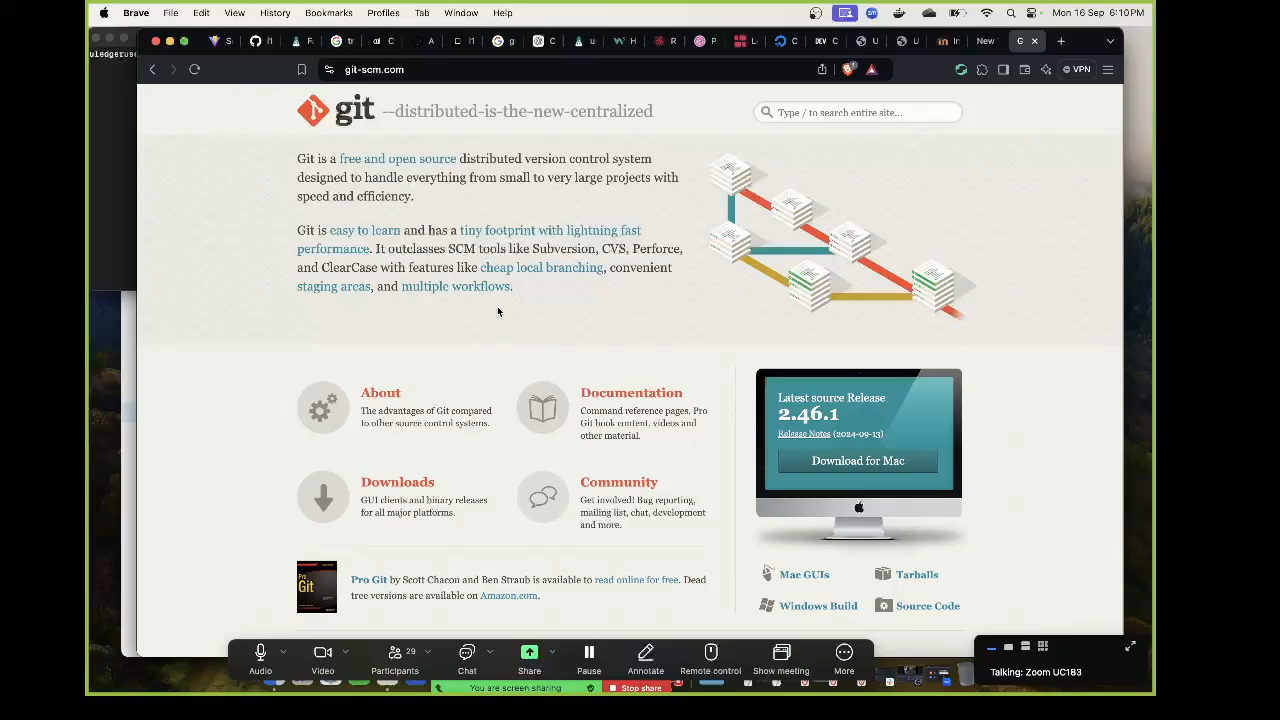 Brave File Edit View History Bookmarks Profiles Tab Window Help
zm
Mon 16 Sep 6:10PM
G
git-scm.com
VPN
git --distributed-is-the-new-centralized
Type / to search entire site...
Git is a free and open source distributed version control system
designed to handle everything from small to very large projects with
speed and efficiency.
Git is easy to learn and has a tiny footprint with lightning fast
performance. It outclasses SCM tools like Subversion, CVS, Perforce,
and ClearCase with features like cheap local branching, convenient
staging areas, and multiple workflows.
About
The advantages of Git compared
to other source control systems.
Documentation
Command reference pages, Pro
Git book content, videos and
other material.
Downloads
GUI clients and binary releases
for all major platforms.
Community
Get involved! Bug reporting,
mailing list, chat, development
and more.
Latest source Release
2.46.1
Release Notes (2024-09-13)
Download for Mac
Mac GUIs
Tarballs
Windows Build
Source Code
Pro
Git
Pro Git by Scott Chacon and Ben Straub is available to read online for free. Dead
tree versions are available on Amazon.com.
Audio
Video
Participants
29
Chat
Share
Pause
Annotate
Remote control
Show meeting
More
Talking: Zoom UC183
You are screen sharing
Stop share